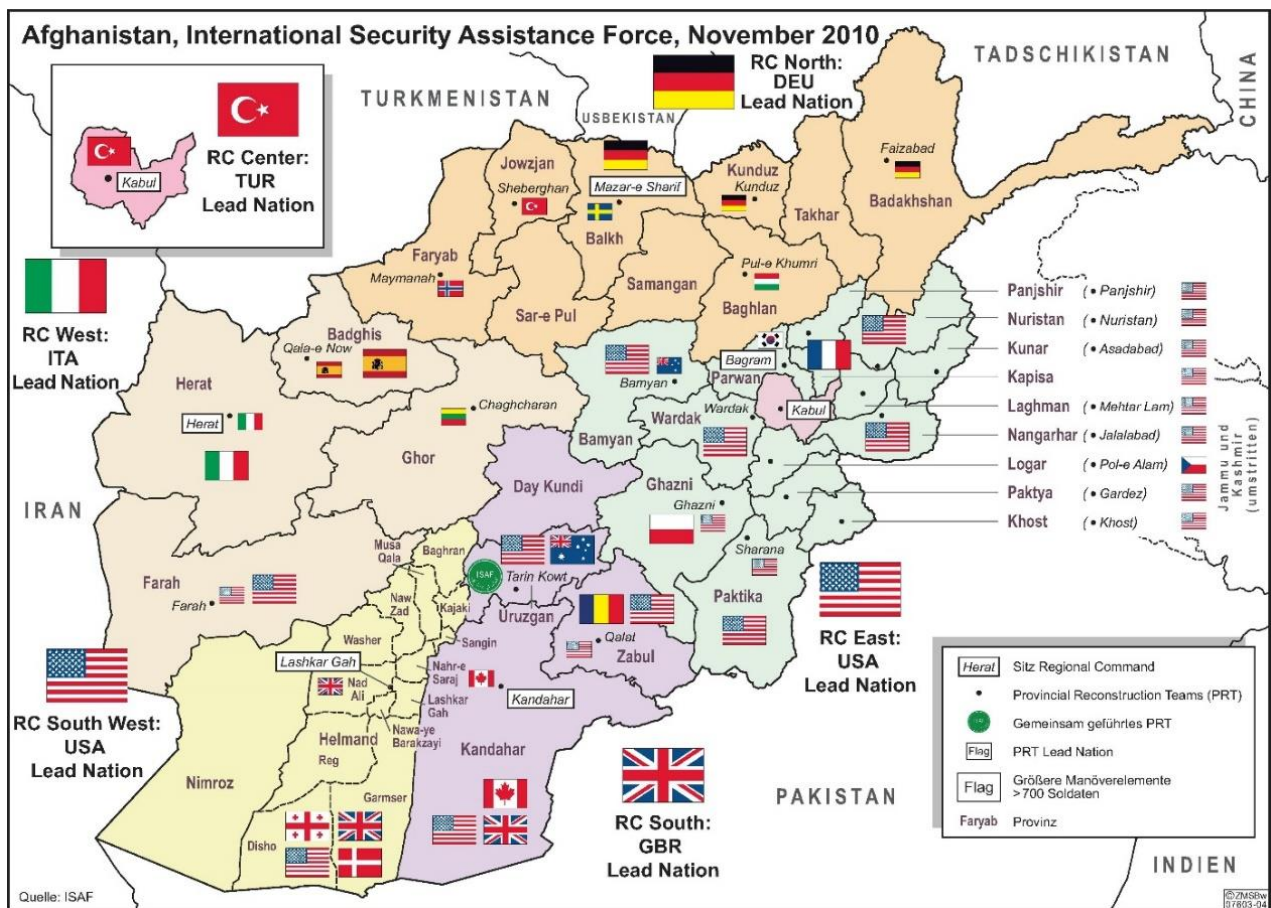 Afghanistan, International Security Assistance Force, November 2010
RC Center:
TUR
Lead Nation
Kabul
RC North:
DEU
Lead Nation
TURKMENISTAN
USBEKISTAN
TADSCHIKISTAN
CHINA
RC West:
ITA
Lead Nation
Jowzjan
Sheberghan
Mazar-e Sharif
Balkh
Kunduz
Kunduz
Takhar
Faizabad
Badakhshan
Faryab
Maymanah
Sar-e Pul
Samangan
Pul-e Khumri
Baghlan
Badghis
Qala-e Now
Herat
Herat
Chaghcharan
Ghor
Bamyan
Bamyan
Bagram
Parwan
Wardak
Wardak
Kabul
Panjshir ( • Panjshir)
Nuristan ( • Nuristan)
Kunar ( • Asadabad)
Kapisa
Laghman ( • Mehtar Lam)
Nangarhar ( • Jalalabad)
Logar ( • Pol-e Alam)
Paktya ( • Gardez)
Khost ( • Khost)
Jammu und
Kashmir
(umstritten)
IRAN
Day Kundi
Ghazni
Ghazni
Sharana
Paktika
Farah
Farah
Musa
Qala
Baghran
ISAF
Tarin Kowt
Uruzgan
Naw
Zad
Kajaki
Washer
Sangin
Qalat
Zabul
RC East:
USA
Lead Nation
RC South West:
USA
Lead Nation
Lashkar Gah
Nad
Ali
Nahr-e
Saraj
Lashkar
Gah
Nawa-ye
Barakzayi
Kandahar
Kandahar
Helmand
Reg
Nimroz
Garmser
Disho
RC South:
GBR
Lead Nation
PAKISTAN
INDIEN
Herat Sitz Regional Command
• Provincial Reconstruction Teams (PRT)
Gemeinsam geführtes PRT
Flag PRT Lead Nation
Flag Größere Manöverelemente
>700 Soldaten
Faryab Provinz
Quelle: ISAF
©ZMSBw
07603-04